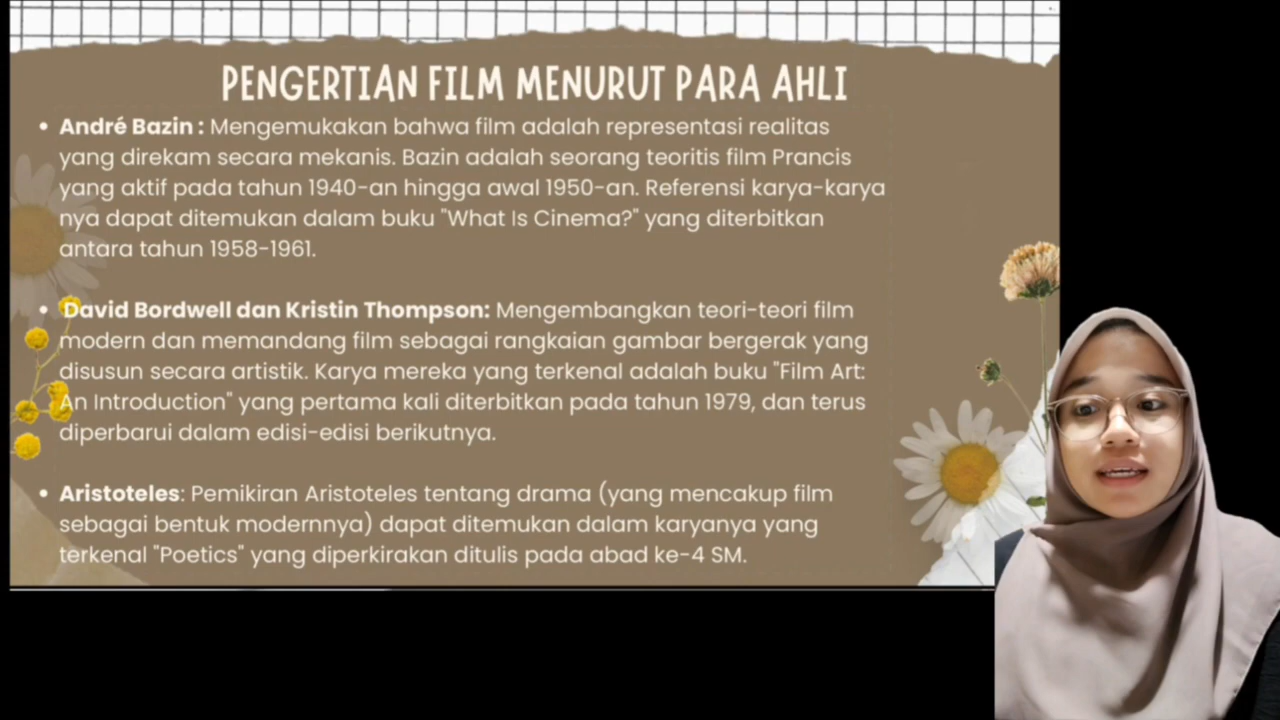 PENGERTIAN FILM MENURUT PARA AHLI
• André Bazin : Mengemukakan bahwa film adalah representasi realitas
yang direkam secara mekanis. Bazin adalah seorang teoritis film Prancis
yang aktif pada tahun 1940-an hingga awal 1950-an. Referensi karya-karya
nya dapat ditemukan dalam buku "What Is Cinema?" yang diterbitkan
antara tahun 1958-1961.
• David Bordwell dan Kristin Thompson: Mengembangkan teori-teori film
modern dan memandang film sebagai rangkaian gambar bergerak yang
disusun secara artistik. Karya mereka yang terkenal adalah buku "Film Art:
An Introduction" yang pertama kali diterbitkan pada tahun 1979, dan terus
diperbarui dalam edisi-edisi berikutnya.
• Aristoteles: Pemikiran Aristoteles tentang drama (yang mencakup film
sebagai bentuk modernnya) dapat ditemukan dalam karyanya yang
terkenal "Poetics" yang diperkirakan ditulis pada abad ke-4 SM.